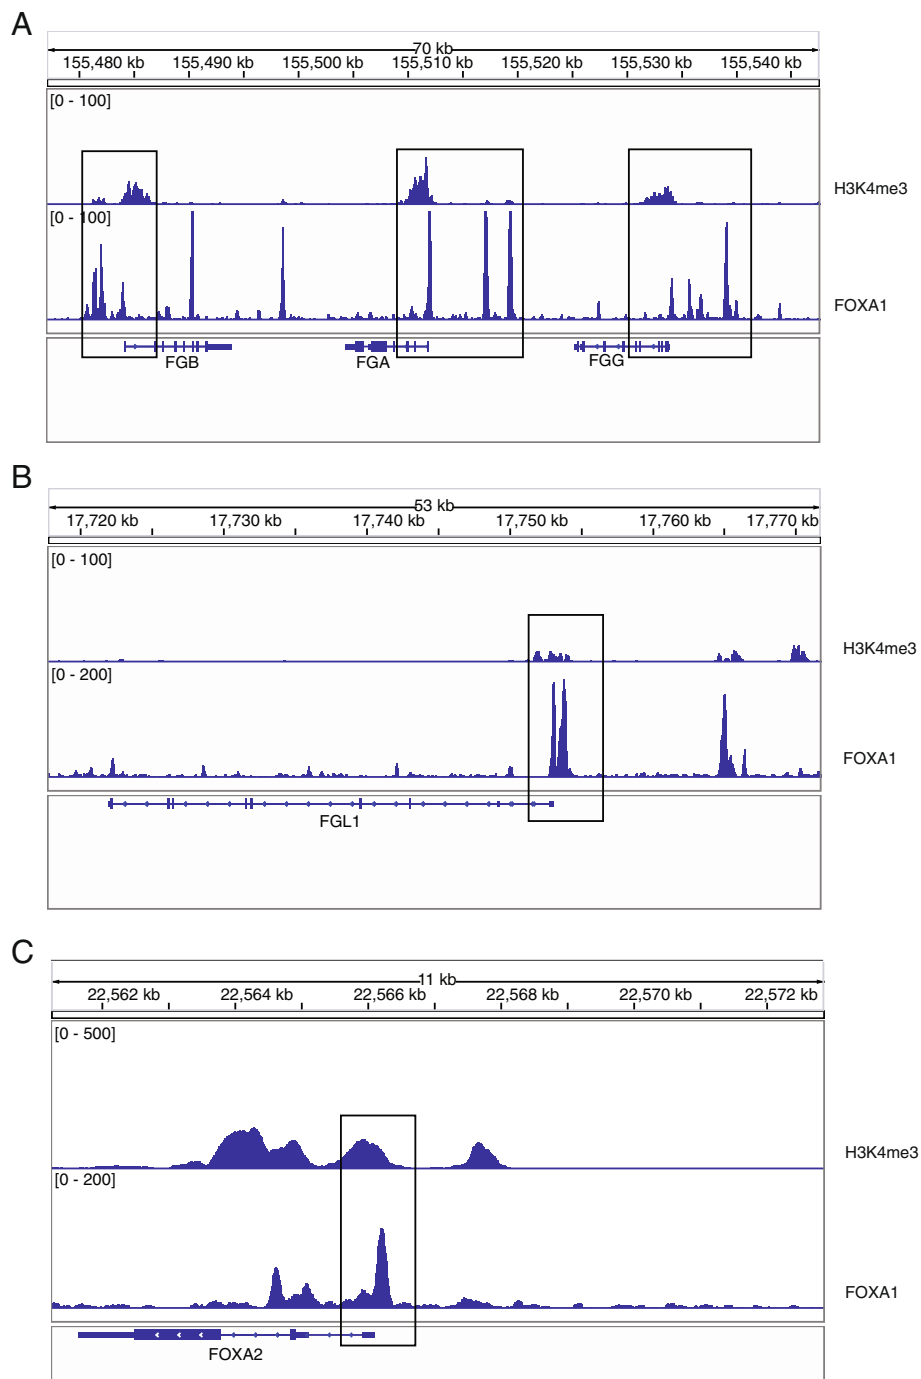 A
70 kb
155,480 kb 155,490 kb 155,500 kb 155,510 kb 155,520 kb 155,530 kb 155,540 kb
[0 - 100]
H3K4me3
[0 - 100]
FOXA1
FGB FGA FGG
B
53 kb
17,720 kb 17,730 kb 17,740 kb 17,750 kb 17,760 kb 17,770 kb
[0 - 100]
H3K4me3
[0 - 200]
FOXA1
FGL1
C
11 kb
22,562 kb 22,564 kb 22,566 kb 22,568 kb 22,570 kb 22,572 kb
[0 - 500]
H3K4me3
[0 - 200]
FOXA1
FOXA2